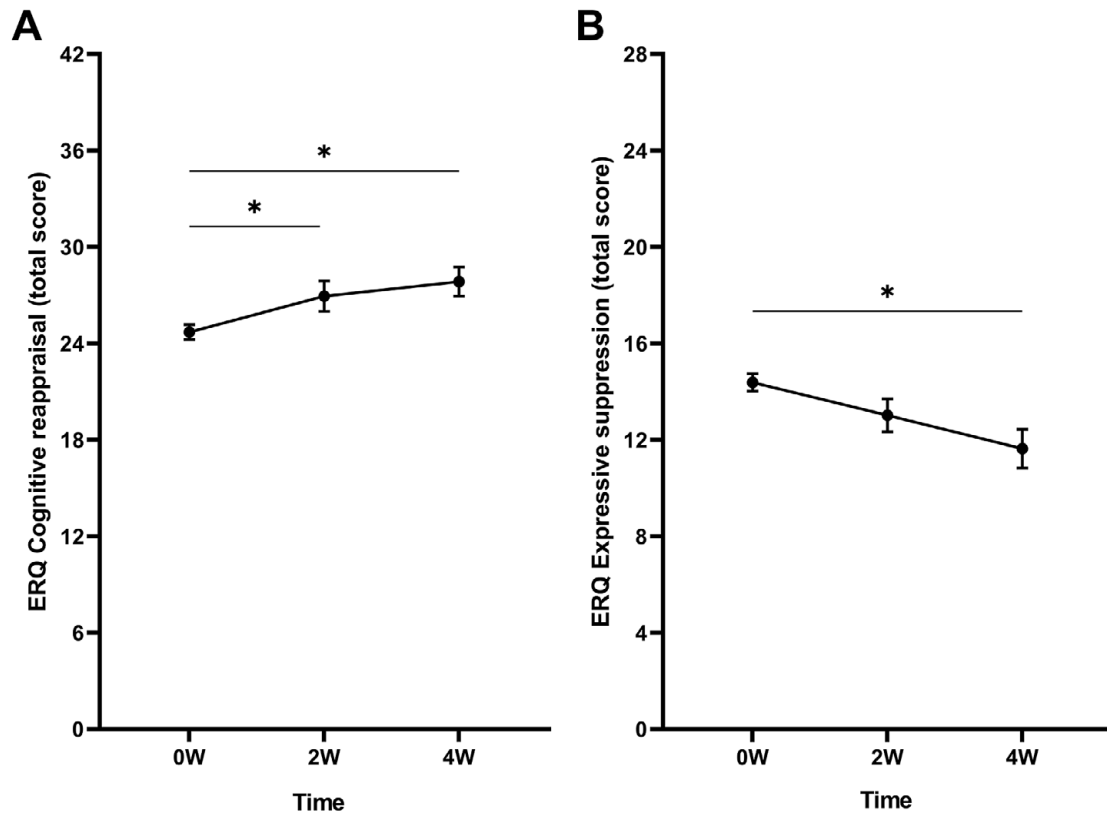 A
ERQ Cognitive reappraisal (total score)
42
36
30
24
18
12
6
0
*
*
0W 2W 4W
Time
B
ERQ Expressive suppression (total score)
28
24
20
16
12
8
4
0
*
0W 2W 4W
Time